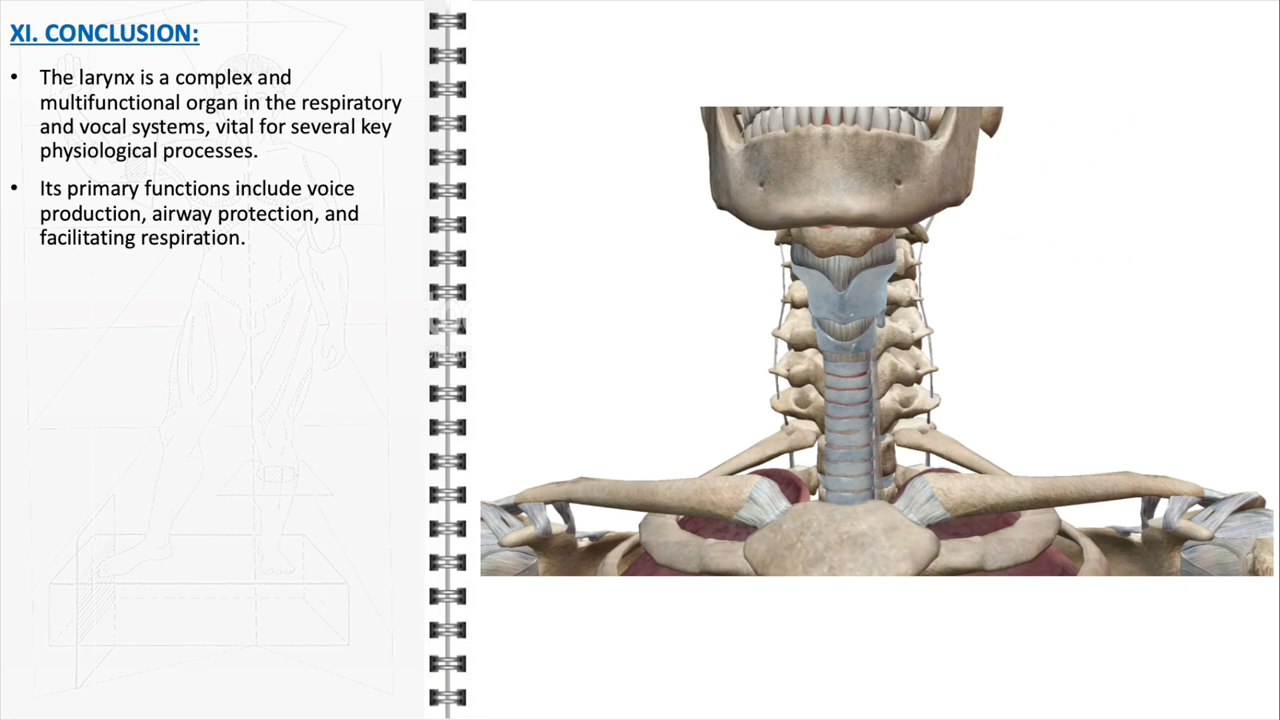 XI. CONCLUSION:
• The larynx is a complex and
multifunctional organ in the respiratory
and vocal systems, vital for several key
physiological processes.
• Its primary functions include voice
production, airway protection, and
facilitating respiration.